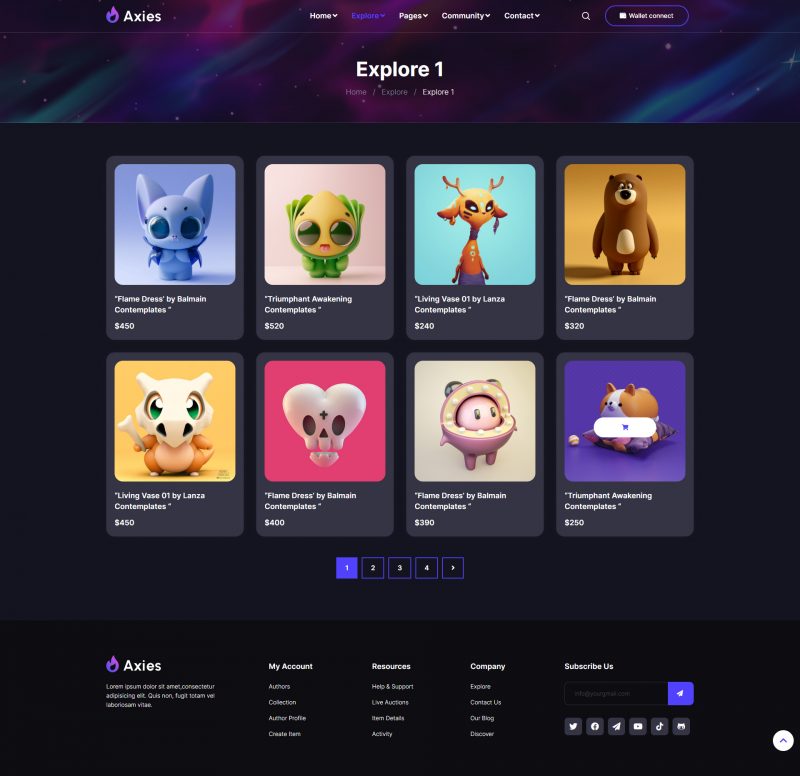 Axies
Home Explore Pages Community Contact Wallet connect
Explore 1
Home / Explore / Explore 1
“Flame Dress’ by Balmain
Contemplates ”
$450
“Triumphant Awakening
Contemplates ”
$520
“Living Vase 01 by Lanza
Contemplates ”
$240
“Flame Dress’ by Balmain
Contemplates ”
$320
“Living Vase 01 by Lanza
Contemplates ”
$450
“Flame Dress’ by Balmain
Contemplates ”
$400
“Flame Dress’ by Balmain
Contemplates ”
$390
“Triumphant Awakening
Contemplates ”
$250
1 2 3 4
Axies
Lorem ipsum dolor sit amet,consectetur
adipisicing elit. Quis non, fugit totam vel
laboriosam vitae.
My Account
Authors
Collection
Author Profile
Create Item
Resources
Help & Support
Live Auctions
Item Details
Activity
Company
Explore
Contact Us
Our Blog
Discover
Subscribe Us
info@yourgmail.com